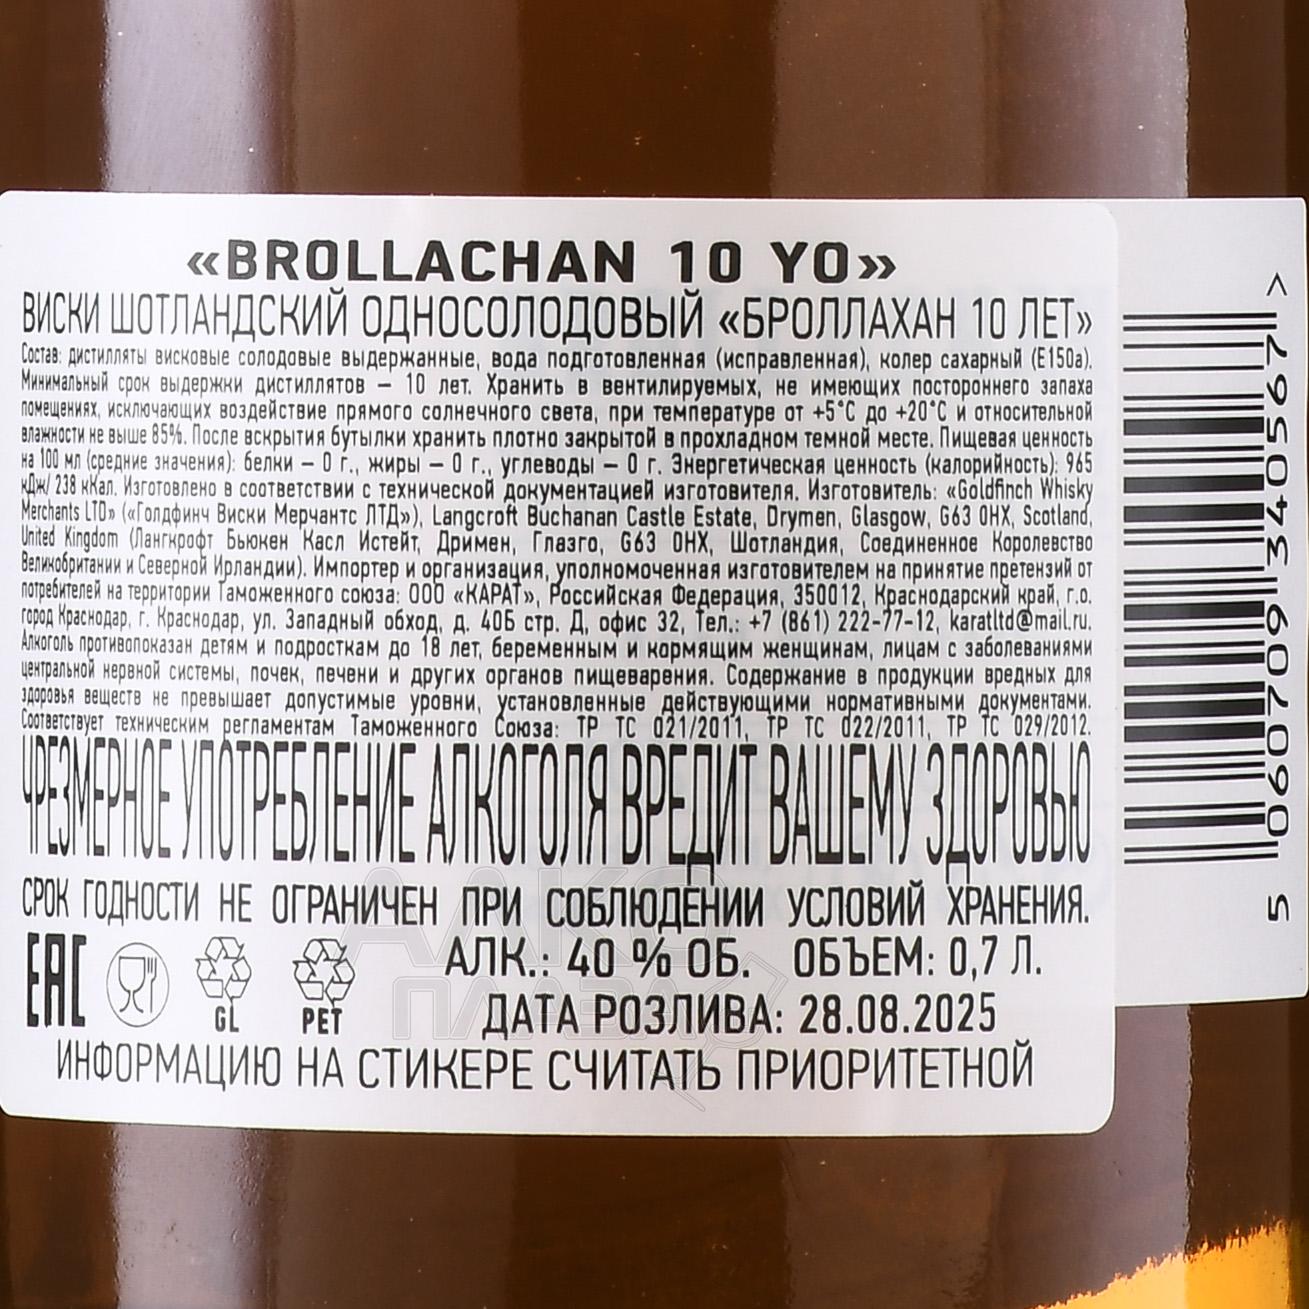 «BROLLACHAN 10 YO»
ВИСКИ ШОТЛАНДСКИЙ ОДНОСОЛОДОВЫЙ «БРОЛЛАХАН 10 ЛЕТ»
Состав: дистилляты висковые солодовые выдержанные, вода подготовленная (исправленная), колер сахарный (Е150а).
Минимальный срок выдержки дистиллятов – 10 лет. Хранить в вентилируемых, не имеющих постороннего запаха
помещениях, исключающих воздействие прямого солнечного света, при температуре от +5°С до +20°С и относительной
влажности не выше 85%. После вскрытия бутылки хранить плотно закрытой в прохладном темной месте. Пищевая ценность
на 100 мл (средние значения): белки – 0 г., жиры – 0 г., углеводы – 0 г. Энергетическая ценность (калорийность): 965
кДж/ 238 кКал. Изготовлено в соответствии с технической документацией изготовителя. Изготовитель: «Goldfinch Whisky
Merchants LTD» («Голдфинч Виски Мерчантс ЛТД»), Langcroft Buchanan Castle Estate, Drymen, Glasgow, G63 0HX, Scotland,
United Kingdom (Лангкрофт Бьюкен Касл Истейт, Дримен, Глазго, G63 0HX, Шотландия, Соединенное Королевство
Великобритании и Северной Ирландии). Импортер и организация, уполномоченная изготовителем на принятие претензий от
потребителей на территории Таможенного союза: ООО «КАРАТ», Российская Федерация, 350012, Краснодарский край, г.о.
город Краснодар, г. Краснодар, ул. Западный обход, д. 40Б стр. Д, офис 32, Тел.: +7 (861) 222-77-12, karatltd@mail.ru.
Алкоголь противопоказан детям и подросткам до 18 лет, беременным и кормящим женщинам, лицам с заболеваниями
центральной нервной системы, почек, печени и других органов пищеварения. Содержание в продукции вредных для
здоровья веществ не превышает допустимые уровни, установленные действующими нормативными документами.
Соответствует техническим регламентам Таможенного Союза: ТР ТС 021/2011, ТР ТС 022/2011, ТР ТС 029/2012.
ЧРЕЗМЕРНОЕ УПОТРЕБЛЕНИЕ АЛКОГОЛЯ ВРЕДИТ ВАШЕМУ ЗДОРОВЬЮ
СРОК ГОДНОСТИ НЕ ОГРАНИЧЕН ПРИ СОБЛЮДЕНИИ УСЛОВИЙ ХРАНЕНИЯ.
EAC GL PET АЛК.: 40 % ОБ. ОБЪЕМ: 0,7 Л.
ДАТА РОЗЛИВА: 28.08.2025
ИНФОРМАЦИЮ НА СТИКЕРЕ СЧИТАТЬ ПРИОРИТЕТНОЙ
5 060709 340567 >
АЛКО
ПЛАЗА